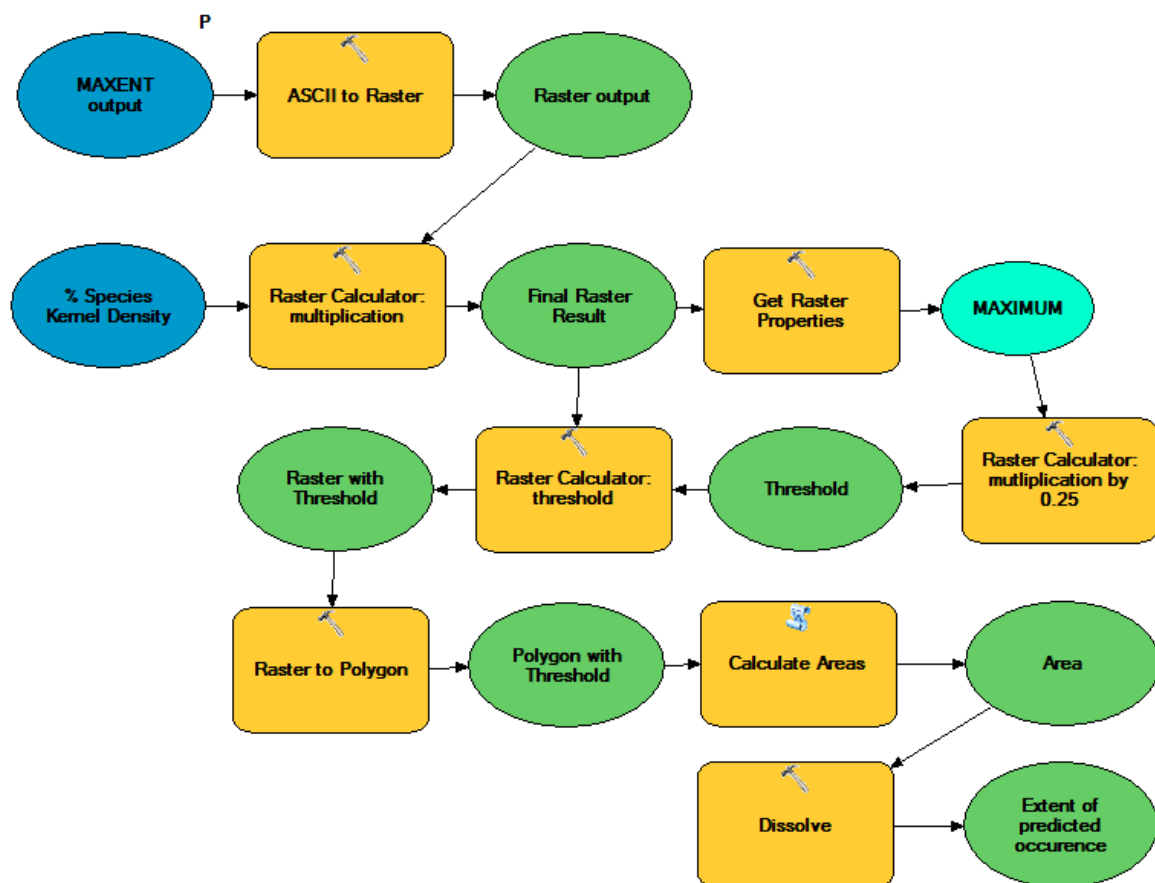 P
MAXENT
output
ASCII to Raster
Raster output
% Species
Kernel Density
Raster Calculator:
multiplication
Final Raster
Result
Get Raster
Properties
MAXIMUM
Raster with
Threshold
Raster Calculator:
threshold
Threshold
Raster Calculator:
mutliplication by
0.25
Raster to Polygon
Polygon with
Threshold
Calculate Areas
Area
Dissolve
Extent of
predicted
occurence